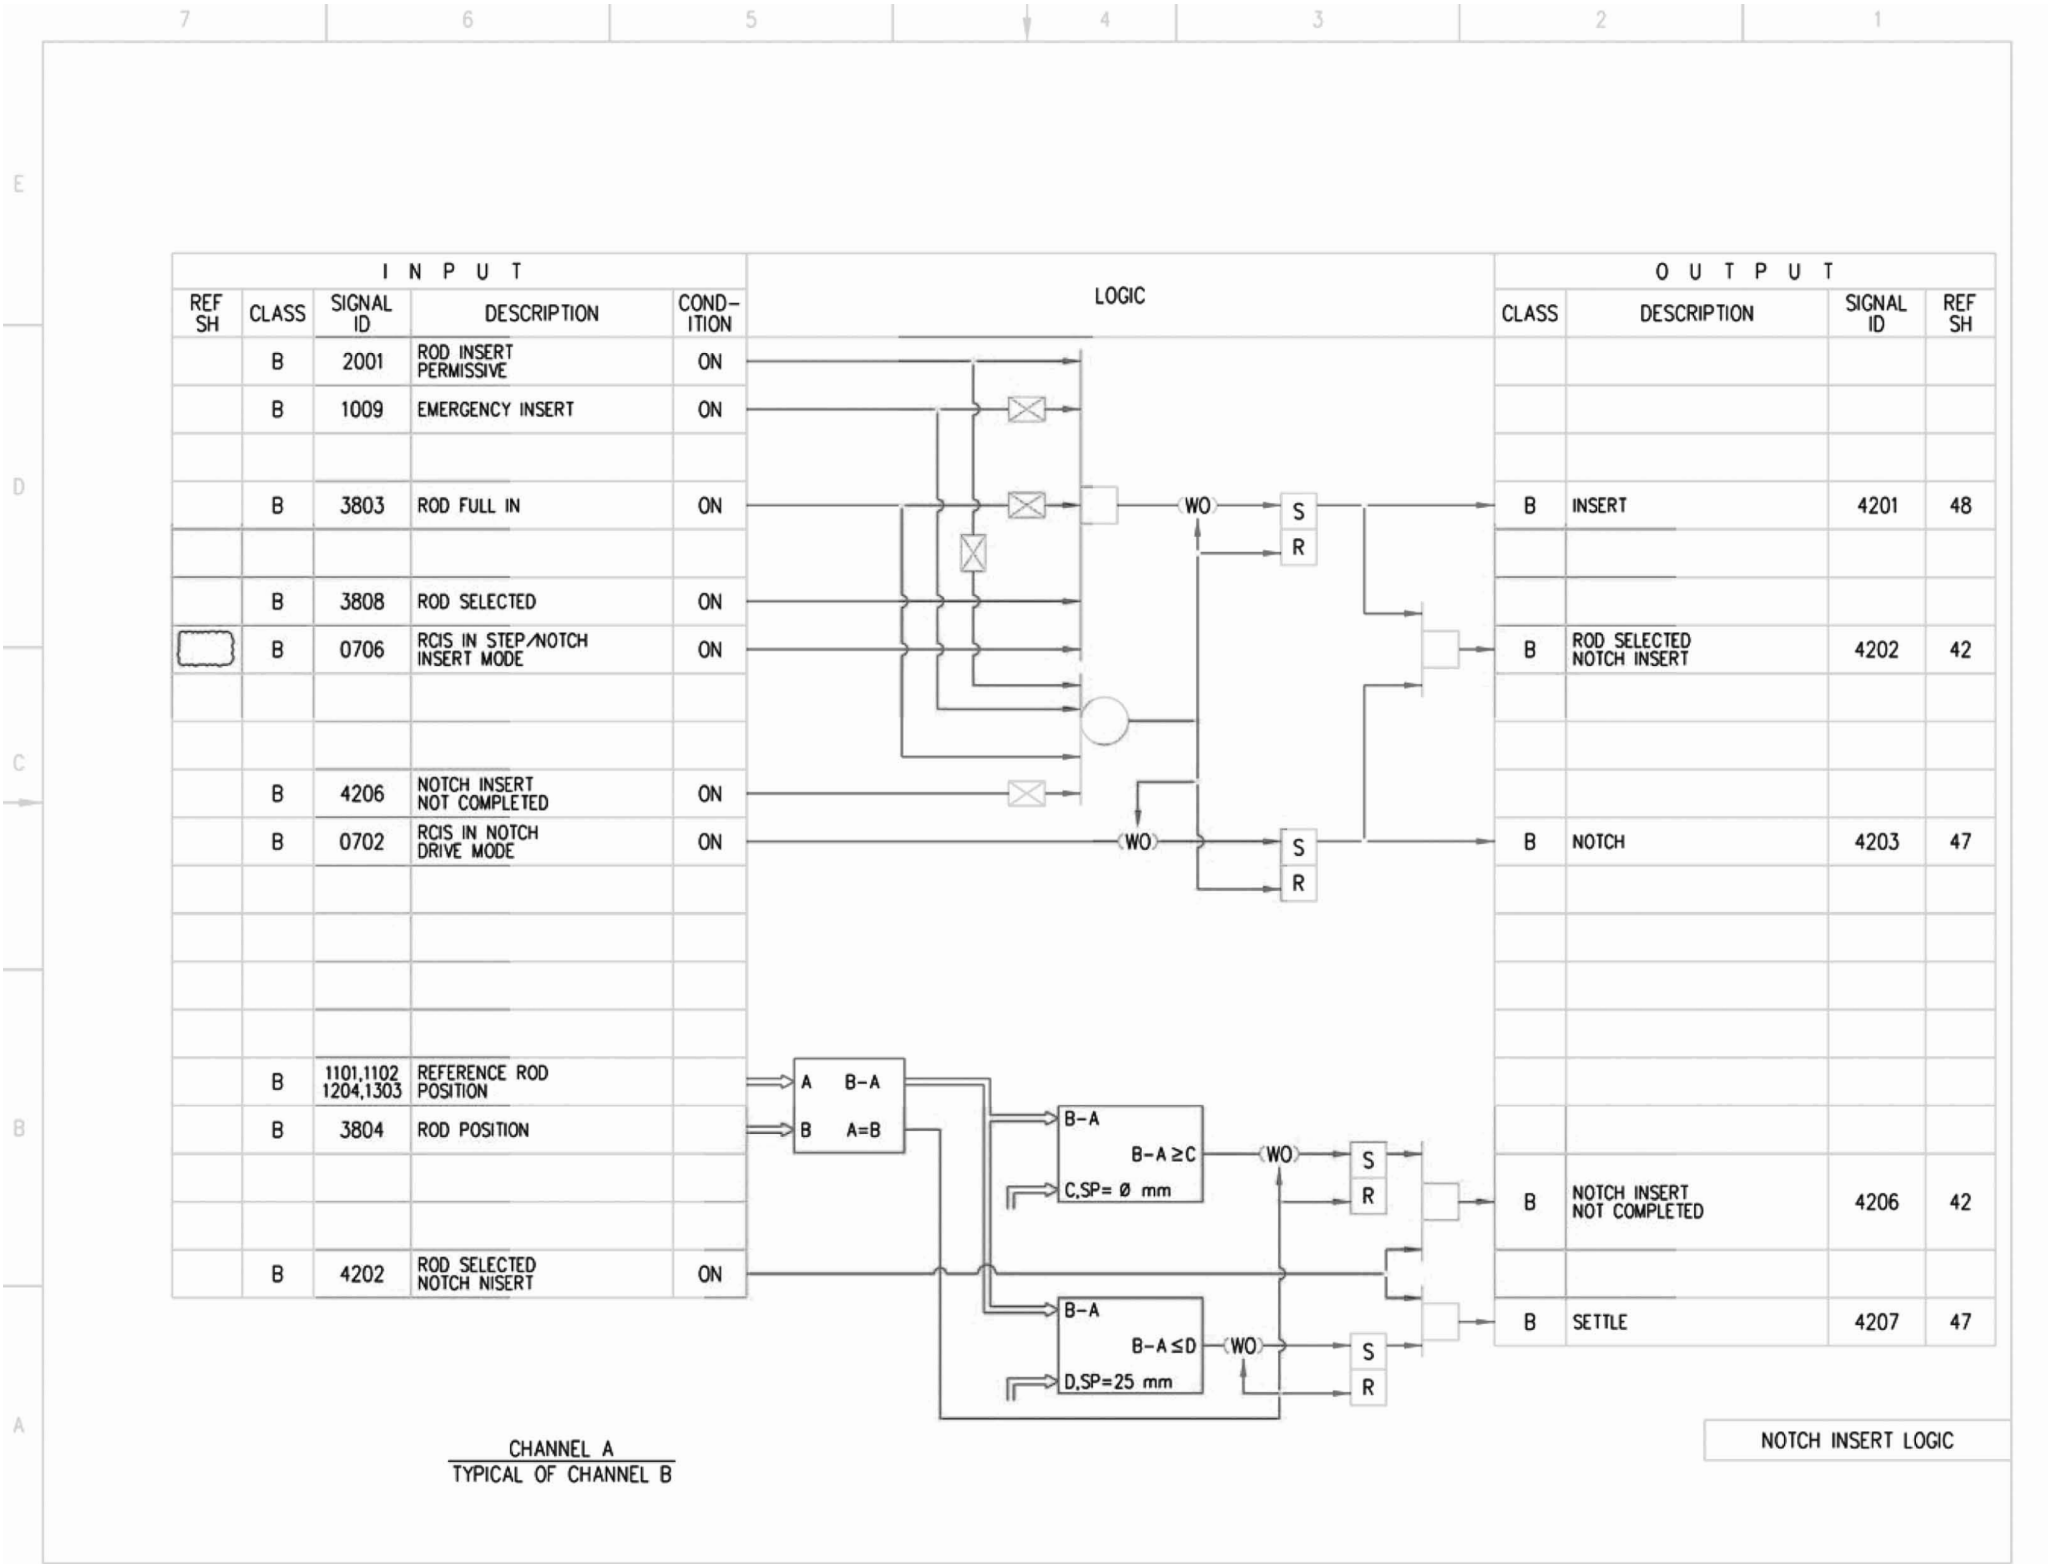 7 6 5 4 3 2 1
E
D
C
B
A
I N P U T
LOGIC
O U T P U T
REF SH CLASS SIGNAL ID DESCRIPTION COND-ITION
CLASS DESCRIPTION SIGNAL ID REF SH
B 2001 ROD INSERT PERMISSIVE ON
B 1009 EMERGENCY INSERT ON
B 3803 ROD FULL IN ON
(WO) S
R
B INSERT 4201 48
B 3808 ROD SELECTED ON
B 0706 RCIS IN STEP/NOTCH INSERT MODE ON
B ROD SELECTED NOTCH INSERT 4202 42
B 4206 NOTCH INSERT NOT COMPLETED ON
B 0702 RCIS IN NOTCH DRIVE MODE ON
(WO) S
R
B NOTCH 4203 47
B 1101,1102 1204,1303 REFERENCE ROD POSITION
A B-A
B 3804 ROD POSITION
B A=B
B-A
B-A≥C
C,SP= Ø mm
(WO) S
R
B NOTCH INSERT NOT COMPLETED 4206 42
B 4202 ROD SELECTED NOTCH NISERT ON
B-A
B-A≤D
D,SP=25 mm
(WO) S
R
B SETTLE 4207 47
CHANNEL A
TYPICAL OF CHANNEL B
NOTCH INSERT LOGIC